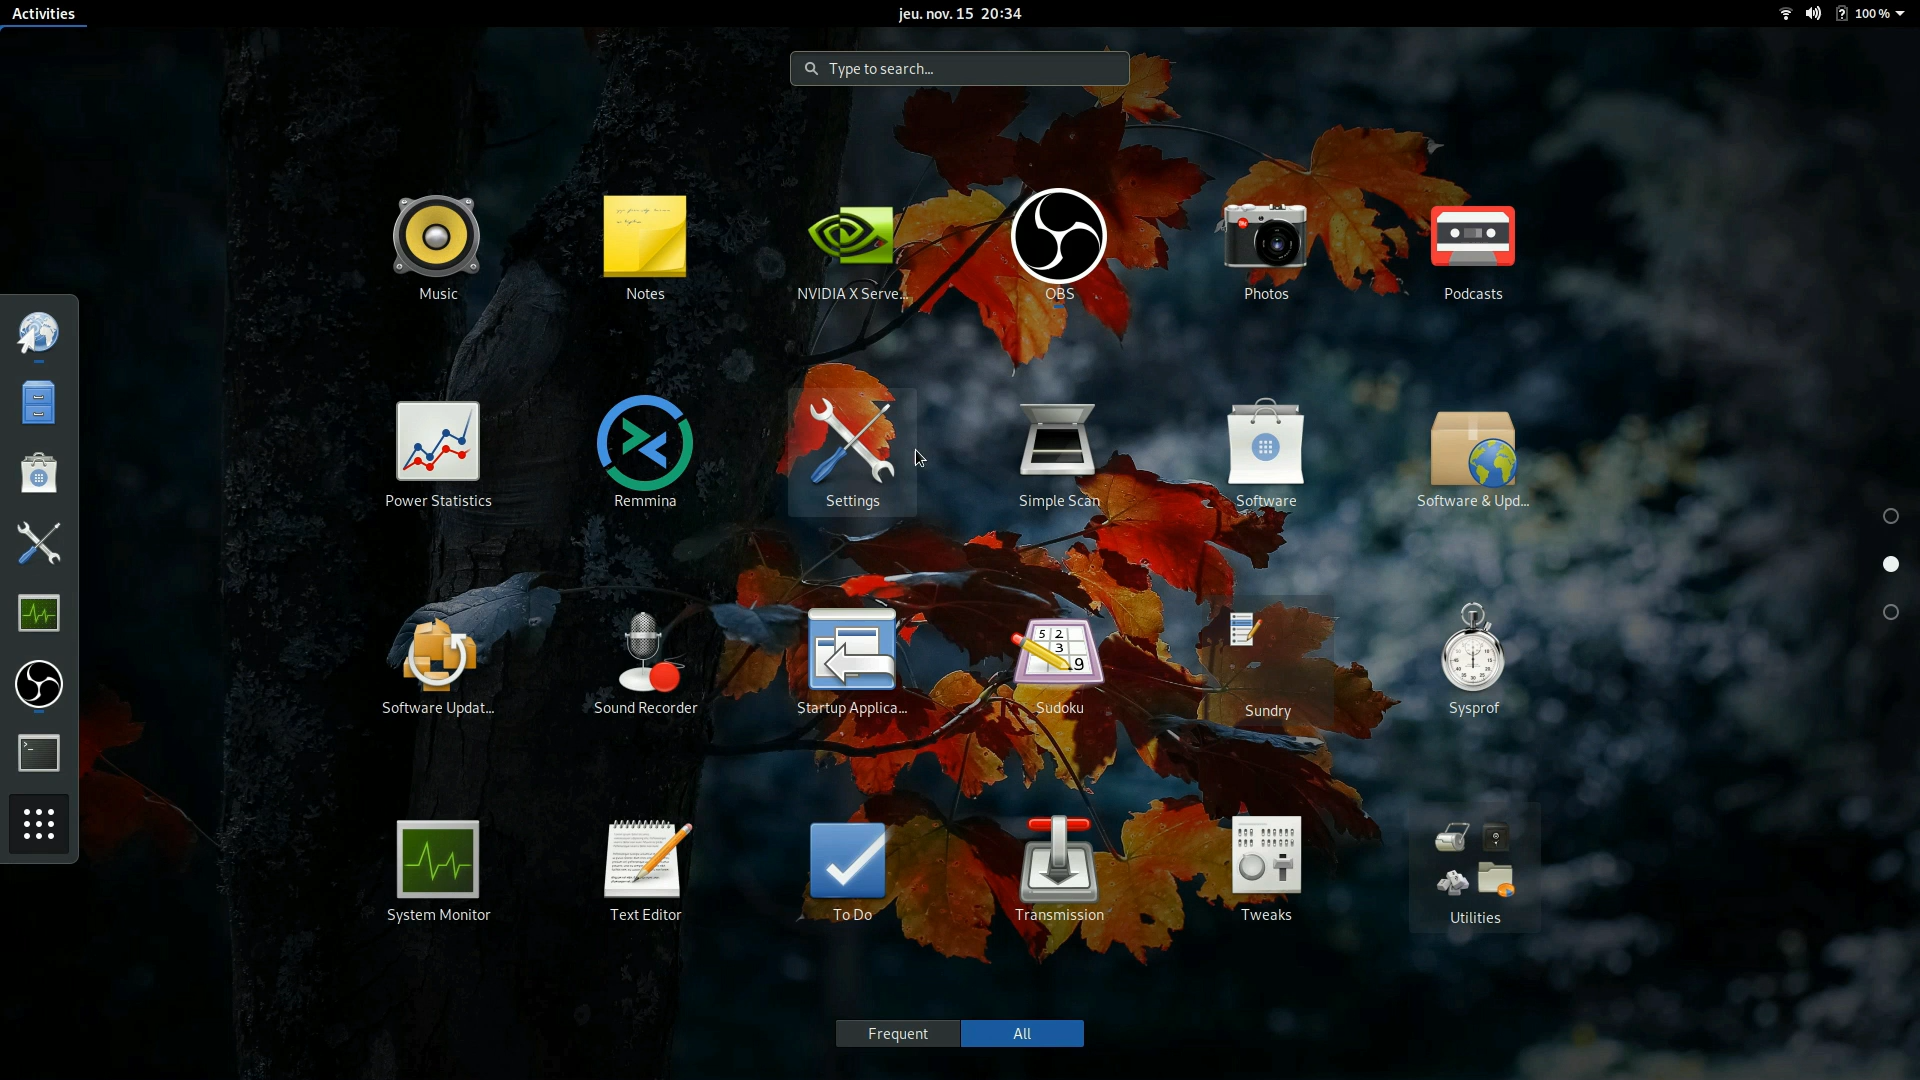 Activities
jeu. nov. 15 20:34
100 %
Type to search...
Music
Notes
NVIDIA X Serve...
OBS
Photos
Podcasts
Power Statistics
Remmina
Settings
Simple Scan
Software
Software & Upd...
Software Updat...
Sound Recorder
Startup Applica...
Sudoku
Sundry
Sysprof
System Monitor
Text Editor
To Do
Transmission
Tweaks
Utilities
Frequent
All